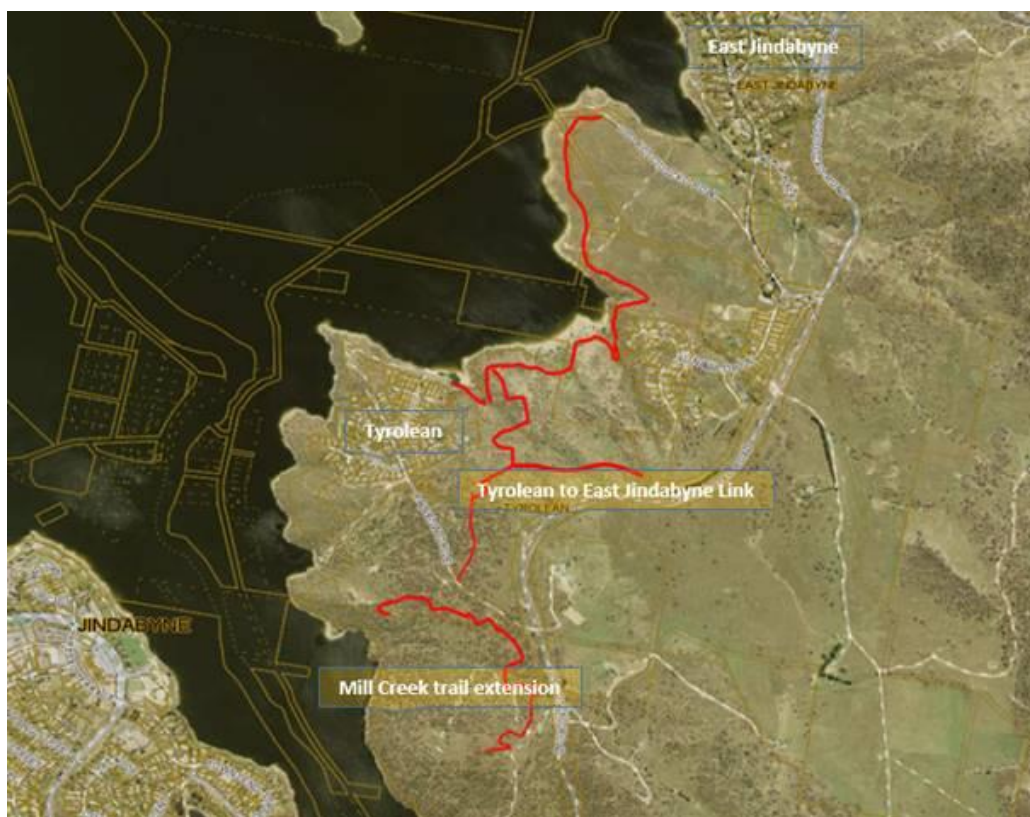 East Jindabyne
EAST JINDABYNE
Tyrolean
Tyrolean to East Jindabyne Link
TYROLEAN
JINDABYNE
Mill Creek trail extension